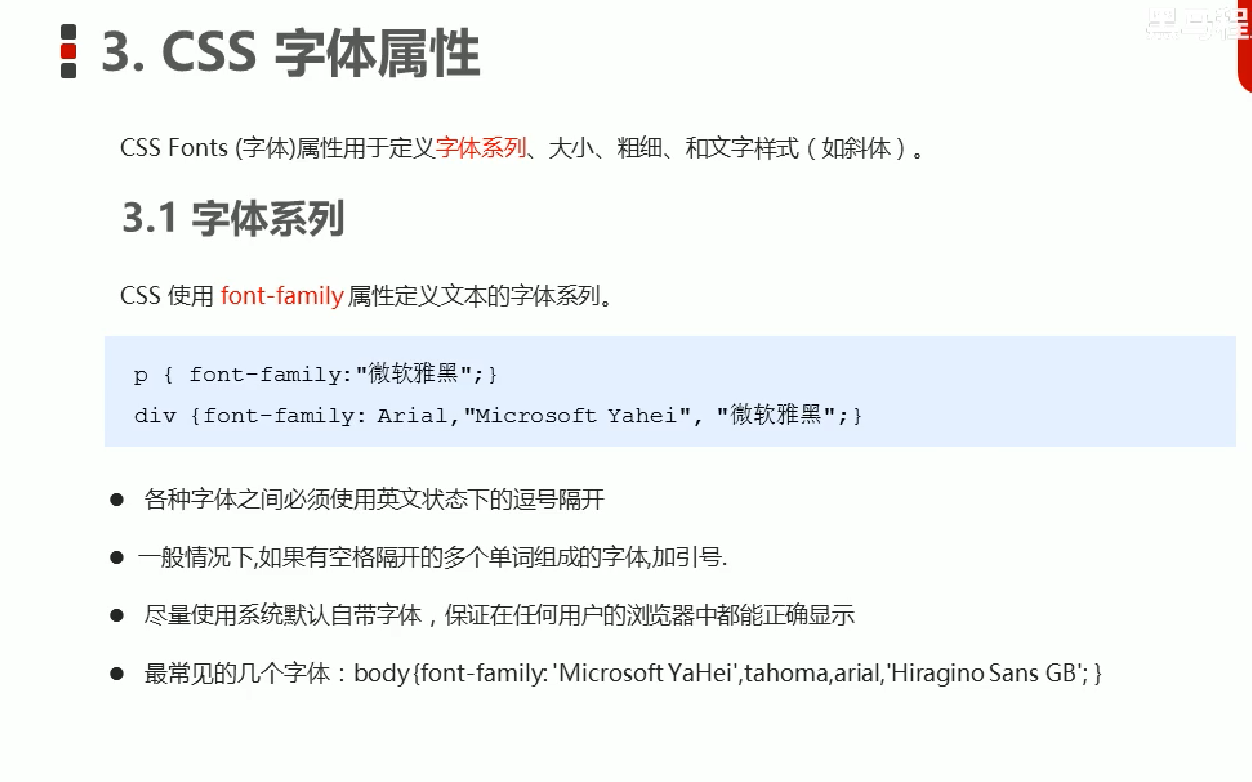 黑马程
3. CSS 字体属性
CSS Fonts (字体)属性用于定义字体系列、大小、粗细、和文字样式（如斜体）。
3.1 字体系列
CSS 使用 font-family 属性定义文本的字体系列。
p { font-family:"微软雅黑";}
div {font-family: Arial,"Microsoft Yahei", "微软雅黑";}
● 各种字体之间必须使用英文状态下的逗号隔开
● 一般情况下,如果有空格隔开的多个单词组成的字体,加引号.
● 尽量使用系统默认自带字体，保证在任何用户的浏览器中都能正确显示
● 最常见的几个字体：body{font-family: 'Microsoft YaHei',tahoma,arial,'Hiragino Sans GB'; }